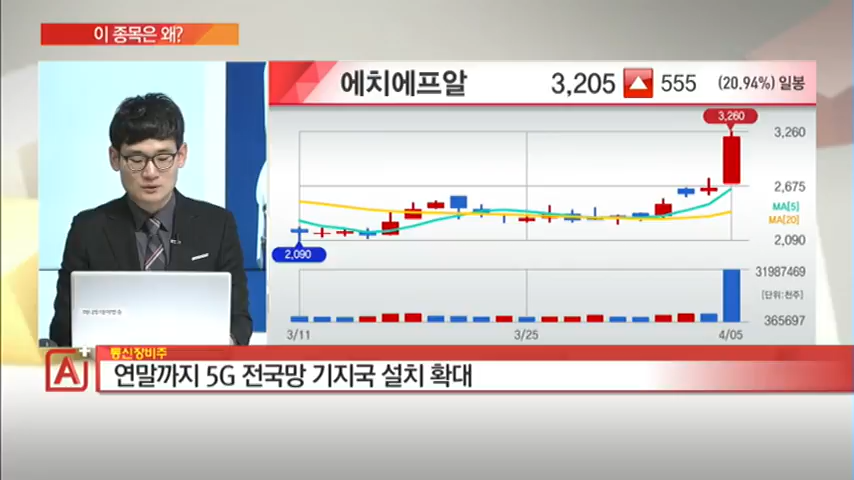 이 종목은 왜?
에치에프알 3,205 555 (20.94%) 일봉
3,260
3,260
2,675
MA[5]
MA[20]
2,090
2,090
31987469
[단위:천주]
365697
3/11 3/25 4/05
A+
통신장비주
연말까지 5G 전국망 기지국 설치 확대